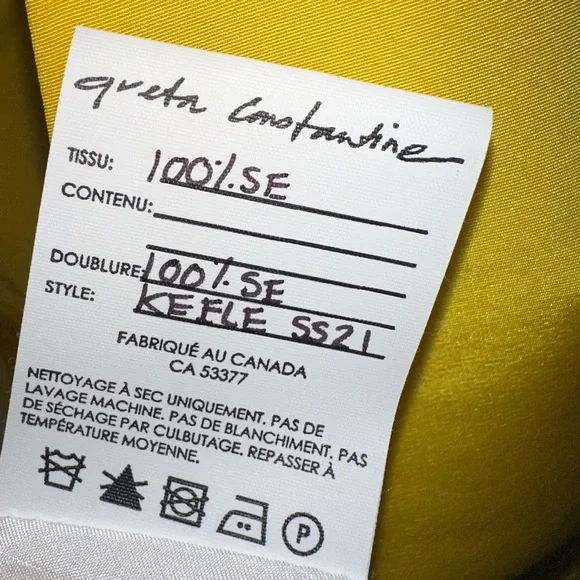 greta constantine
TISSU: 100%.SE
CONTENU:
DOUBLURE: 100% SE
STYLE: KEELE SS21
FABRIQUÉ AU CANADA
CA 53377
NETTOYAGE À SEC UNIQUEMENT. PAS DE
LAVAGE MACHINE. PAS DE BLANCHIMENT. PAS
DE SÉCHAGE PAR CULBUTAGE. REPASSER À
TEMPÉRATURE MOYENNE.
P